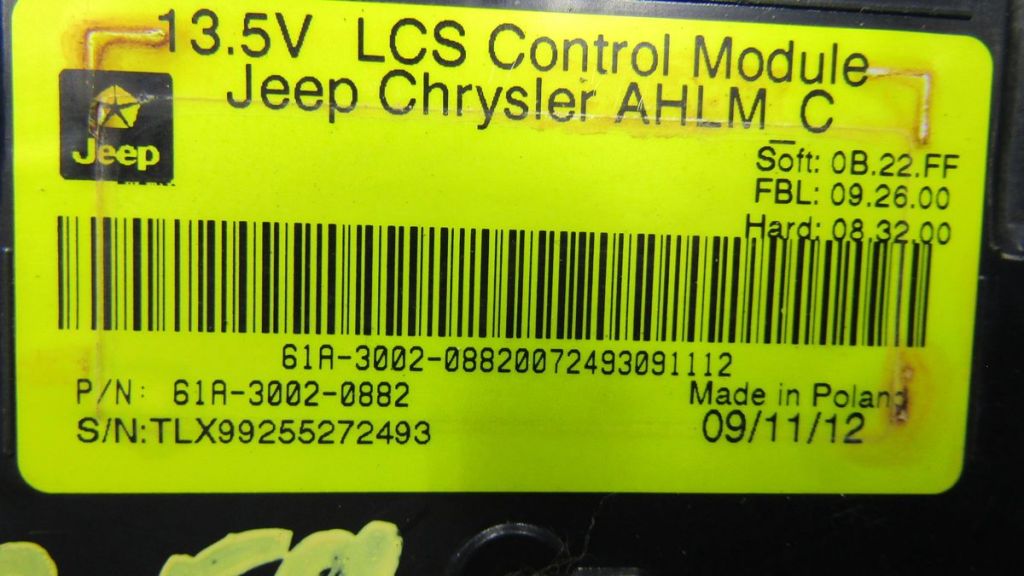 13.5V LCS Control Module
Jeep Chrysler AHLM_C
Jeep
Soft: 0B.22.FF
FBL: 09.26.00
Hard: 08.32.00
61A-3002-08820072493091112
P/N: 61A-3002-0882
Made in Poland
S/N:TLX99255272493
09/11/12